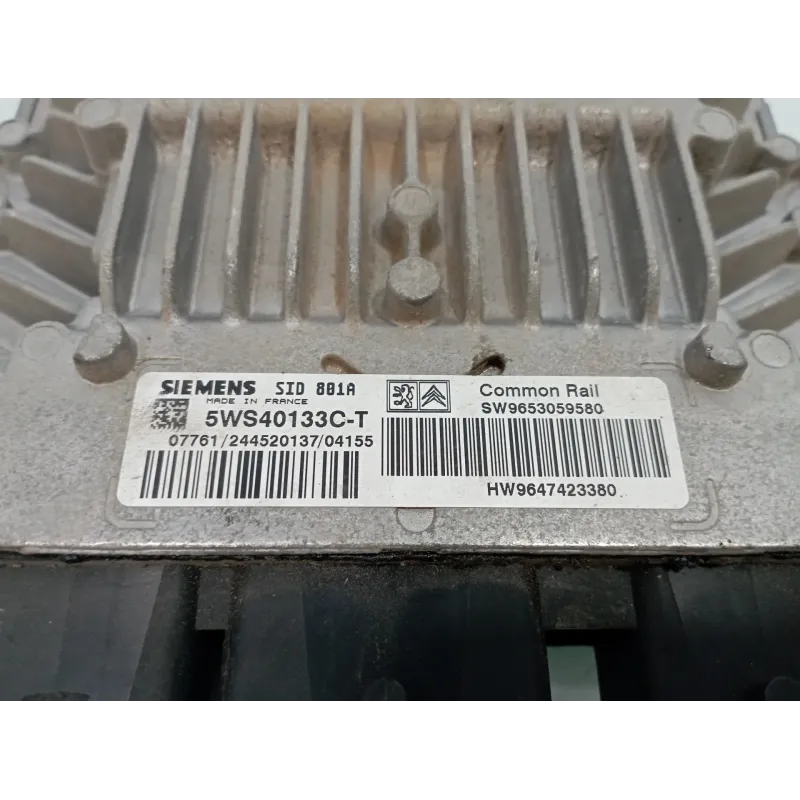 SIEMENS SID 801A
MADE IN FRANCE
5WS40133C-T
07761/244520137/04155
Common Rail
SW9653059580
HW9647423380